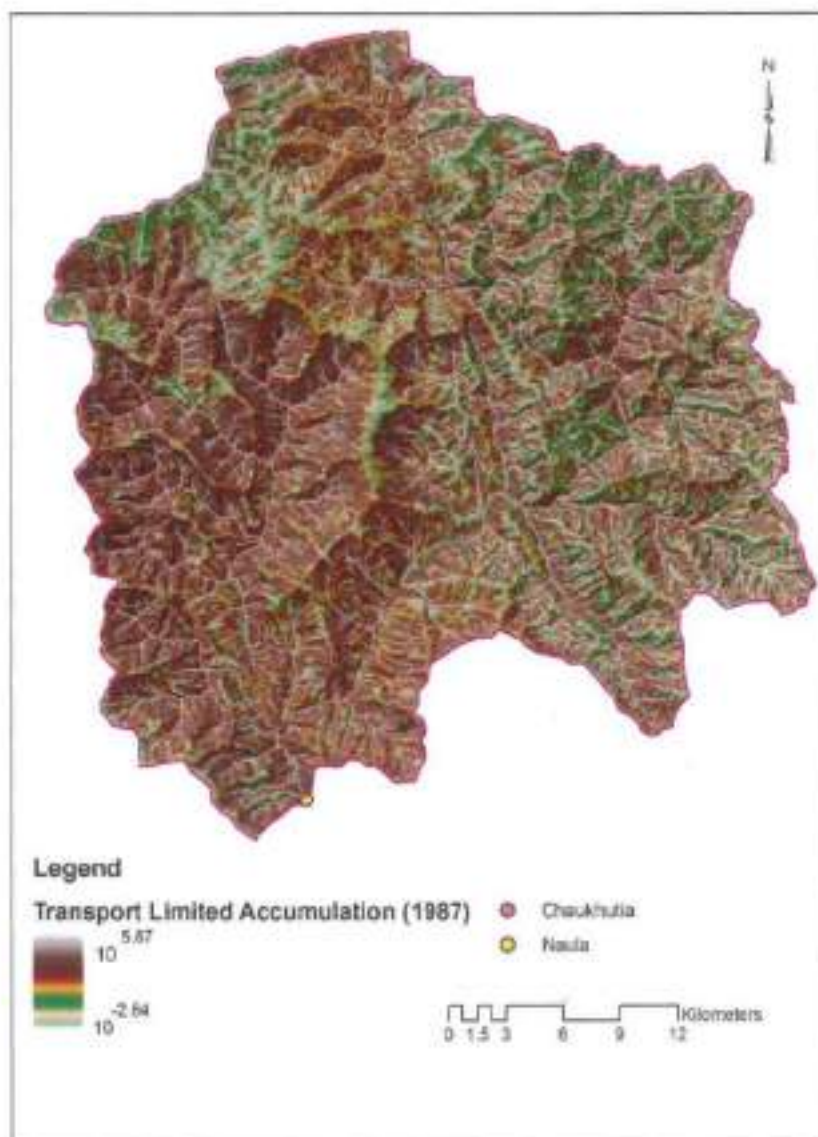 N
Legend
Transport Limited Accumulation (1987)
10^5.67
10^-2.84
Chaukhutia
Naula
0 1.5 3 6 9 12 Kilometers